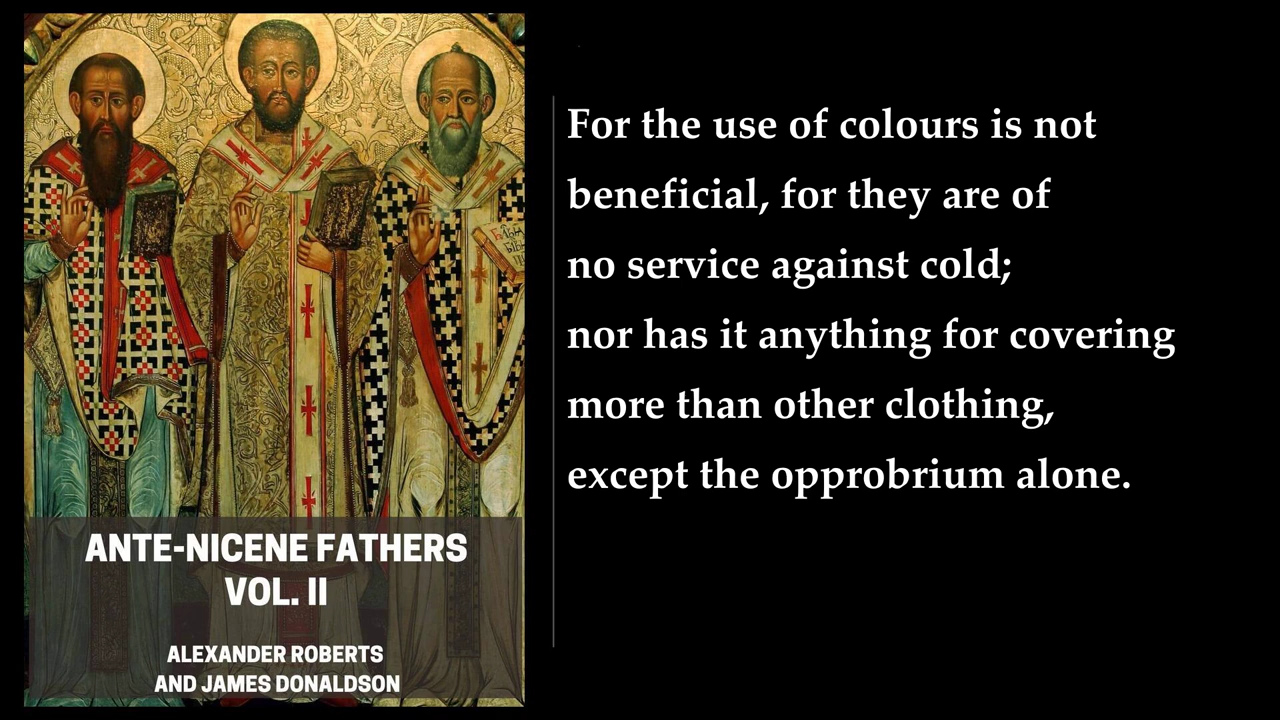 For the use of colours is not
beneficial, for they are of
no service against cold;
nor has it anything for covering
more than other clothing,
except the opprobrium alone.
ANTE-NICENE FATHERS
VOL. II
ALEXANDER ROBERTS
AND JAMES DONALDSON